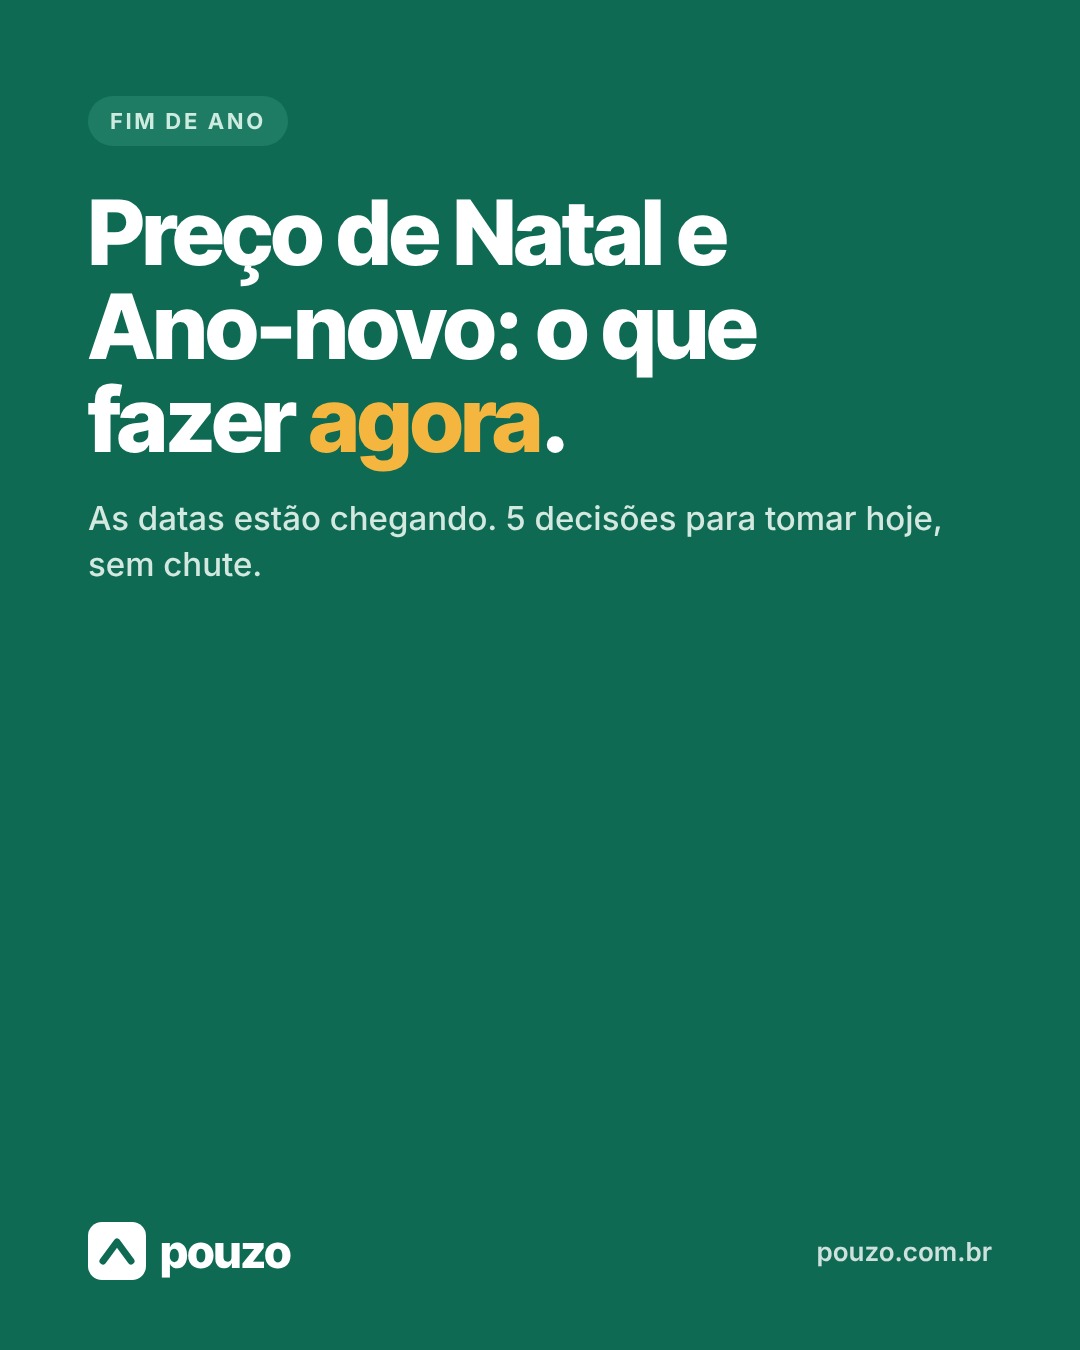 FIM DE ANO
Preço de Natal e
Ano-novo: o que
fazer agora.
As datas estão chegando. 5 decisões para tomar hoje,
sem chute.
pouzo
pouzo.com.br